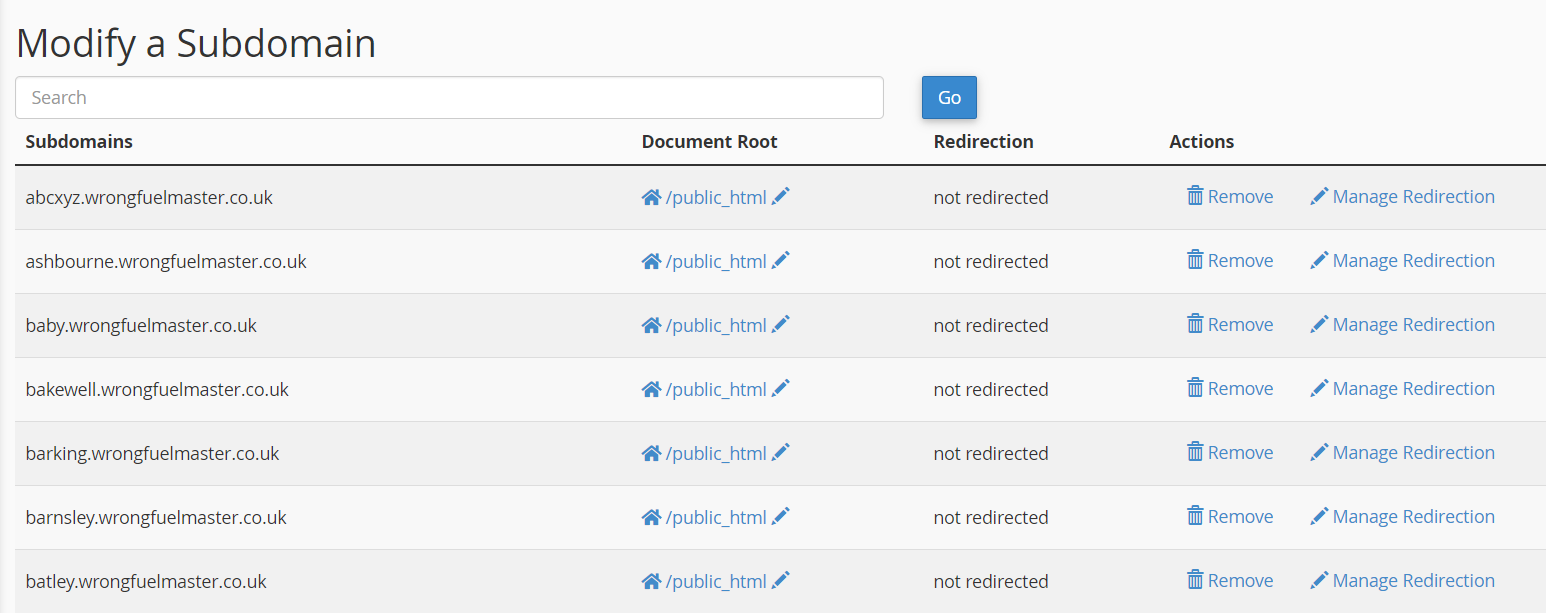 Modify a Subdomain
Search Go
Subdomains Document Root Redirection Actions
abcxyz.wrongfuelmaster.co.uk /public_html not redirected Remove Manage Redirection
ashbourne.wrongfuelmaster.co.uk /public_html not redirected Remove Manage Redirection
baby.wrongfuelmaster.co.uk /public_html not redirected Remove Manage Redirection
bakewell.wrongfuelmaster.co.uk /public_html not redirected Remove Manage Redirection
barking.wrongfuelmaster.co.uk /public_html not redirected Remove Manage Redirection
barnsley.wrongfuelmaster.co.uk /public_html not redirected Remove Manage Redirection
batley.wrongfuelmaster.co.uk /public_html not redirected Remove Manage Redirection